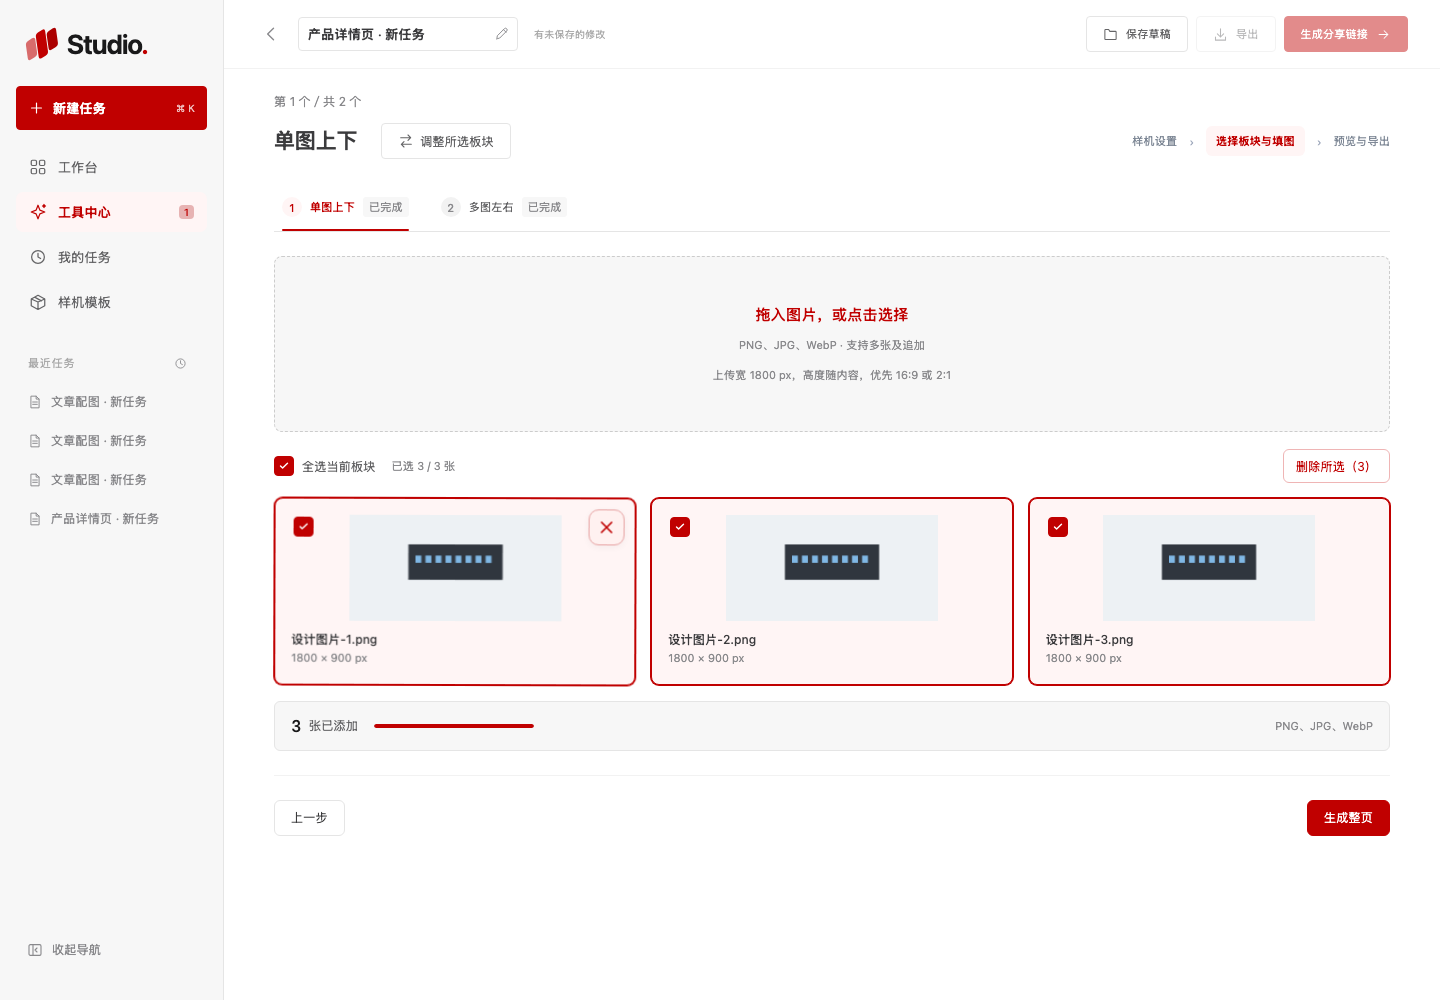 Studio.
新建任务 ⌘ K
工作台
工具中心 1
我的任务
样机模板
最近任务
文章配图 · 新任务
文章配图 · 新任务
文章配图 · 新任务
产品详情页 · 新任务
收起导航
产品详情页 · 新任务
有未保存的修改
保存草稿
导出
生成分享链接
第 1 个 / 共 2 个
单图上下
调整所选板块
样机设置 › 选择板块与填图 › 预览与导出
1 单图上下 已完成
2 多图左右 已完成
拖入图片，或点击选择
PNG、JPG、WebP · 支持多张及追加
上传宽 1800 px，高度随内容，优先 16:9 或 2:1
全选当前板块 已选 3 / 3 张
删除所选（3）
设计图片-1.png
1800 × 900 px
设计图片-2.png
1800 × 900 px
设计图片-3.png
1800 × 900 px
3 张已添加
PNG、JPG、WebP
上一步
生成整页